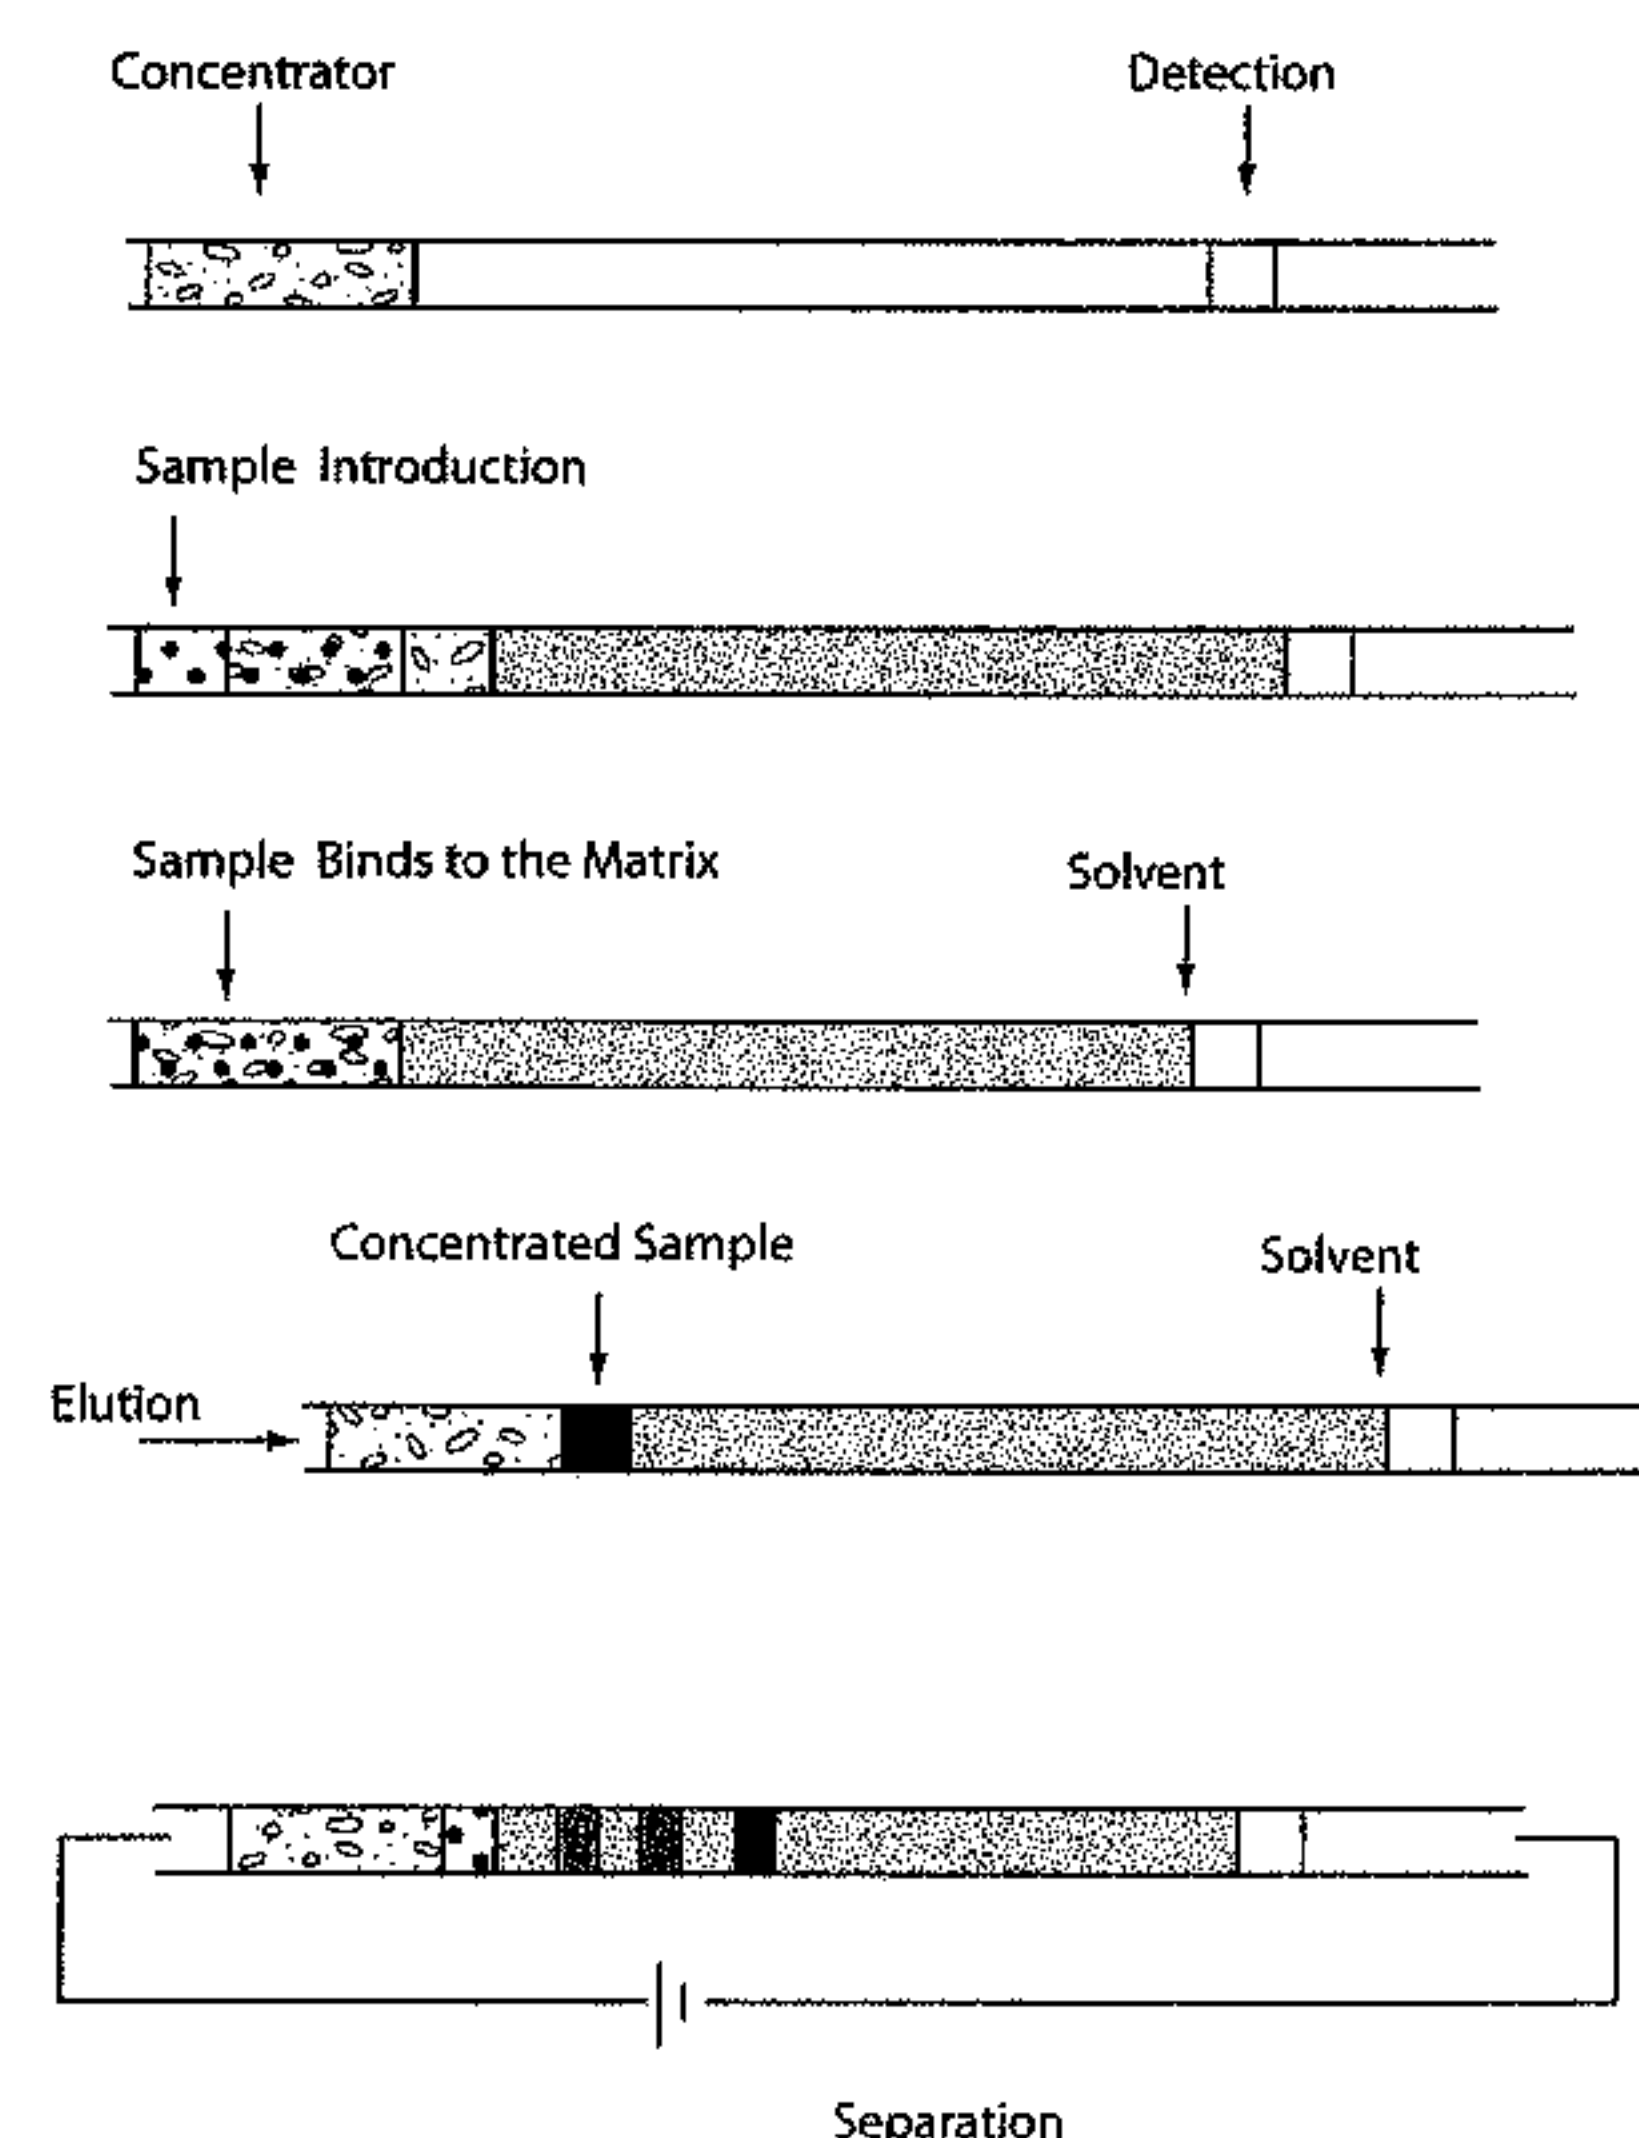 Concentrator
Detection
Sample Introduction
Sample Binds to the Matrix
Solvent
Concentrated Sample
Solvent
Elution
Separation